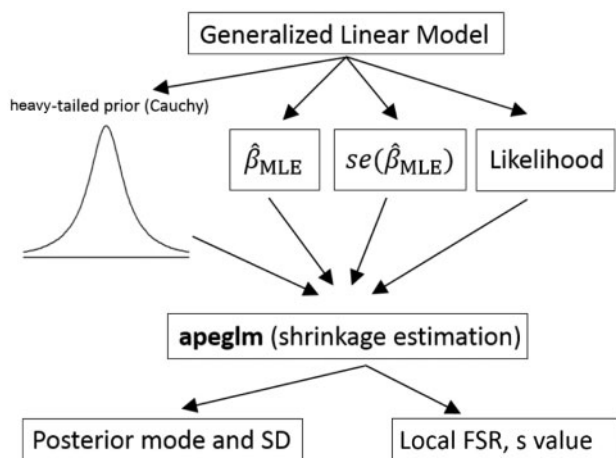 Generalized Linear Model
heavy-tailed prior (Cauchy)
β̂MLE
se(β̂MLE)
Likelihood
apeglm (shrinkage estimation)
Posterior mode and SD
Local FSR, s value